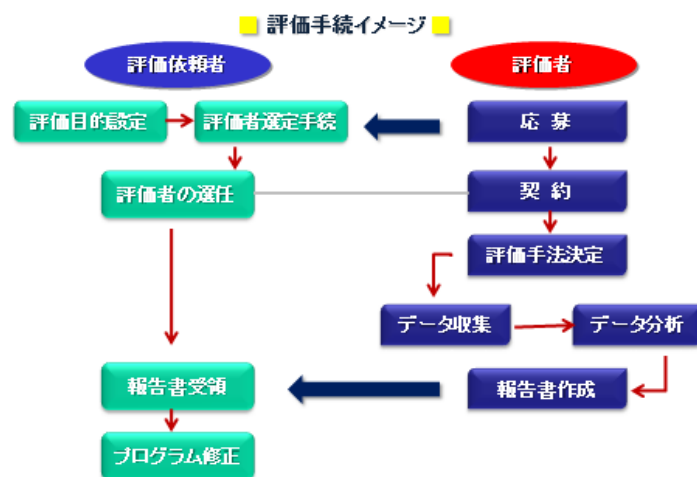 評価手続イメージ
評価依頼者
評価者
評価目的設定
評価者選定手続
応募
評価者の選任
契約
評価手法決定
データ収集
データ分析
報告書受領
報告書作成
プログラム修正